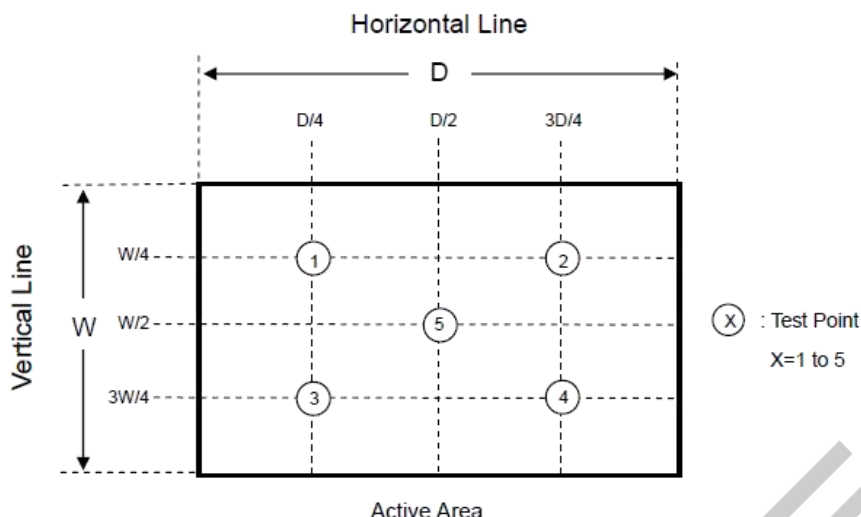 Horizontal Line
D
D/4 D/2 3D/4
Vertical Line
W
W/4
W/2
3W/4
1 2
5
3 4
X : Test Point
X=1 to 5
Active Area